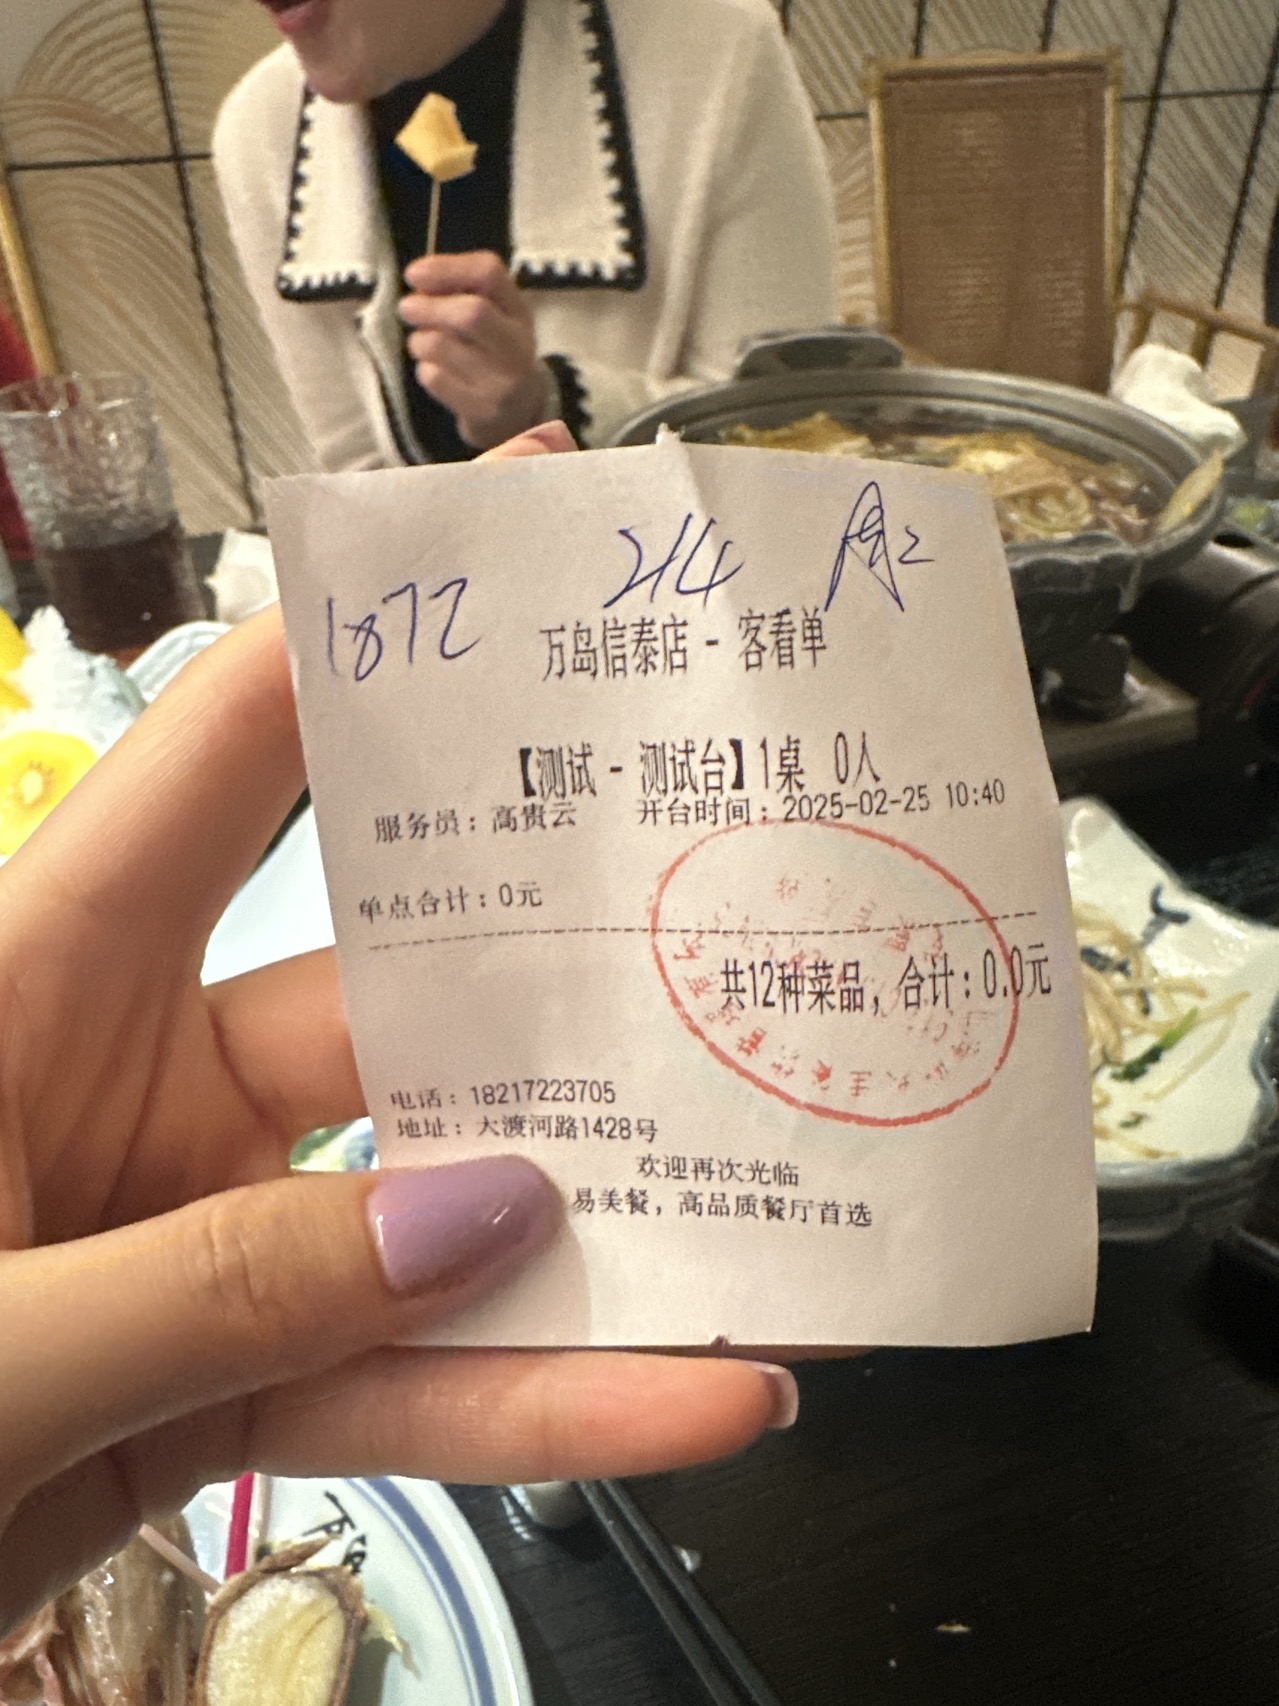 1872 214 周2
万岛信泰店 - 客看单
【测试 - 测试台】1桌 0人
服务员：高贵云 开台时间：2025-02-25 10:40
单点合计：0元
共12种菜品，合计：0.0元
电话：18217223705
地址：大渡河路1428号
欢迎再次光临
易美餐，高品质餐厅首选